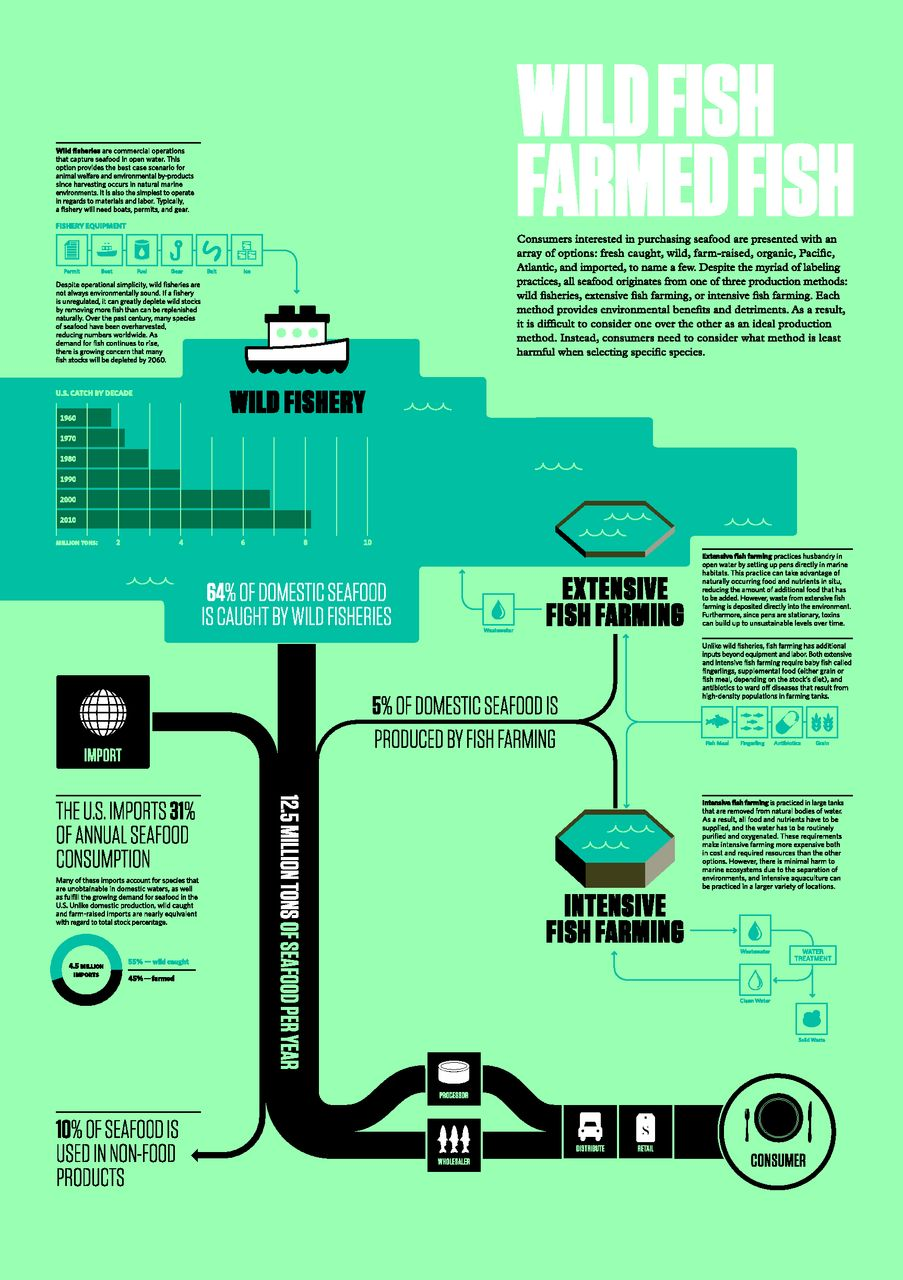 WILD FISH
FARMED FISH
Consumers interested in purchasing seafood are presented with an
array of options: fresh caught, wild, farm-raised, organic, Pacific,
Atlantic, and imported, to name a few. Despite the myriad of labeling
practices, all seafood originates from one of three production methods:
wild fisheries, extensive fish farming, or intensive fish farming. Each
method provides environmental benefits and detriments. As a result,
it is difficult to consider one over the other as an ideal production
method. Instead, consumers need to consider what method is least
harmful when selecting specific species.
Wild fisheries are commercial operations
that capture seafood in open water. This
option provides the best case scenario for
animal welfare and environmental by-products
since harvesting occurs in natural marine
environments. It is also the simplest to operate
in regards to materials and labor. Typically,
a fishery will need boats, permits, and gear.
FISHERY EQUIPMENT
Permit Boat Fuel Gear Bait Ice
Despite operational simplicity, wild fisheries are
not always environmentally sound. If a fishery
is unregulated, it can greatly deplete wild stocks
by removing more fish than can be replenished
naturally. Over the past century, many species
of seafood have been overharvested,
reducing numbers worldwide. As
demand for fish continues to rise,
there is growing concern that many
fish stocks will be depleted by 2060.
WILD FISHERY
U.S. CATCH BY DECADE
1960
1970
1980
1990
2000
2010
MILLION TONS: 2 4 6 8 10
64% OF DOMESTIC SEAFOOD
IS CAUGHT BY WILD FISHERIES
EXTENSIVE
FISH FARMING
Wastewater
Extensive fish farming practices husbandry in
open water by setting up pens directly in marine
habitats. This practice can take advantage of
naturally occurring food and nutrients in situ,
reducing the amount of additional food that has
to be added. However, waste from extensive fish
farming is deposited directly into the environment.
Furthermore, since pens are stationary, toxins
can build up to unsustainable levels over time.
Unlike wild fisheries, fish farming has additional
inputs beyond equipment and labor. Both extensive
and intensive fish farming require baby fish called
fingerlings, supplemental food (either grain or
fish meal, depending on the stock's diet), and
antibiotics to ward off diseases that result from
high-density populations in farming tanks.
Fish Meal Fingerling Antibiotics Grain
5% OF DOMESTIC SEAFOOD IS
PRODUCED BY FISH FARMING
IMPORT
THE U.S. IMPORTS 31%
OF ANNUAL SEAFOOD
CONSUMPTION
Many of these imports account for species that
are unobtainable in domestic waters, as well
as fulfill the growing demand for seafood in the
U.S. Unlike domestic production, wild caught
and farm-raised imports are nearly equivalent
with regard to total stock percentage.
4.5 MILLION
IMPORTS
55% — wild caught
45% — farmed
12.5 MILLION TONS OF SEAFOOD PER YEAR
Intensive fish farming is practiced in large tanks
that are removed from natural bodies of water.
As a result, all food and nutrients have to be
supplied, and the water has to be routinely
purified and oxygenated. These requirements
make intensive farming more expensive both
in cost and required resources than the other
options. However, there is minimal harm to
marine ecosystems due to the separation of
environments, and intensive aquaculture can
be practiced in a larger variety of locations.
INTENSIVE
FISH FARMING
Wastewater
WATER
TREATMENT
Clean Water
Solid Waste
10% OF SEAFOOD IS
USED IN NON-FOOD
PRODUCTS
PROCESSOR
WHOLESALER
DISTRIBUTE
$
RETAIL
CONSUMER